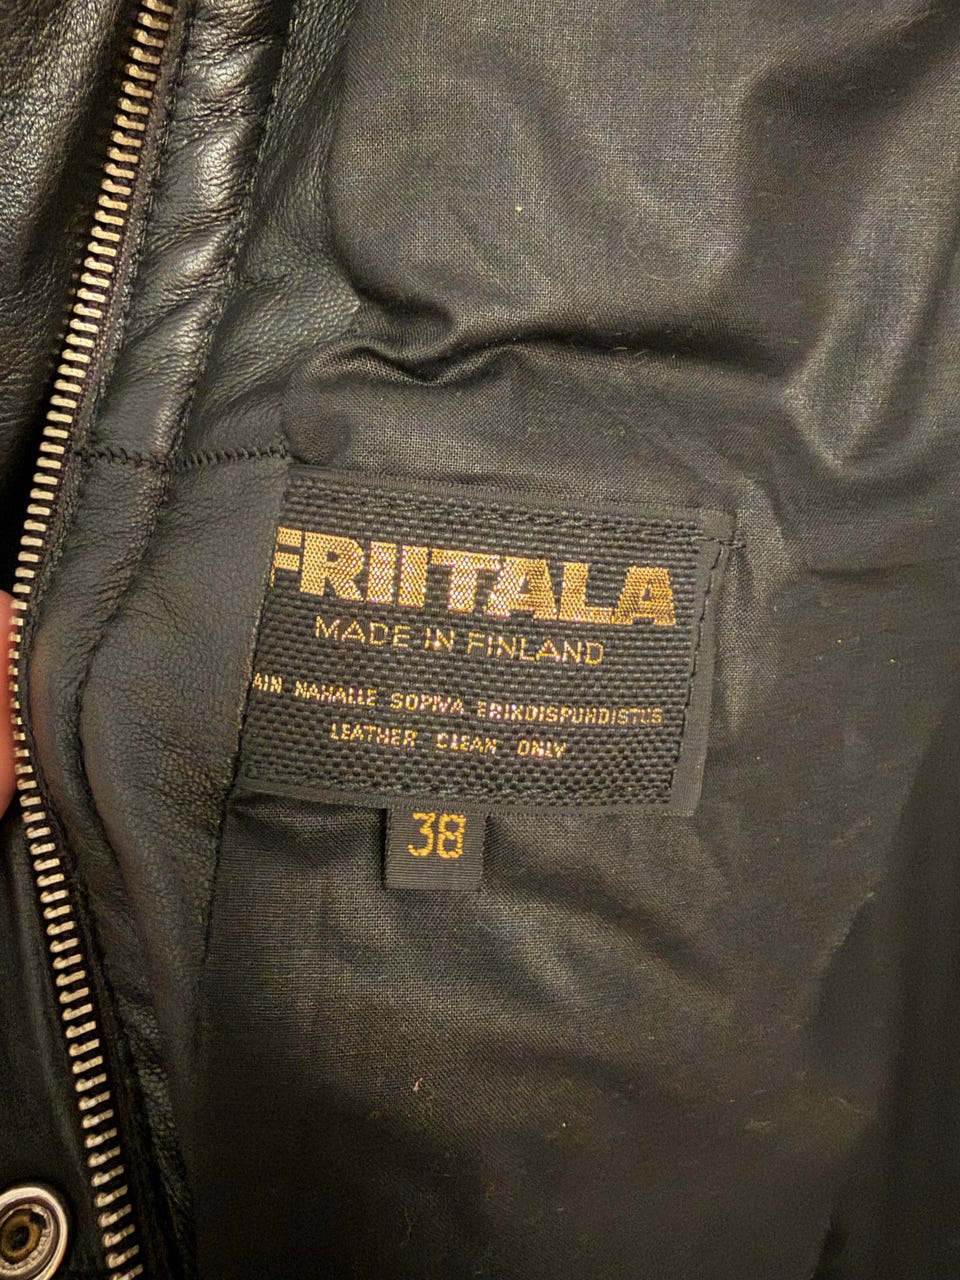 FRIITALA
MADE IN FINLAND
AIN NAHALLE SOPIVA ERIKOISPUHDISTUS
LEATHER CLEAN ONLY
38